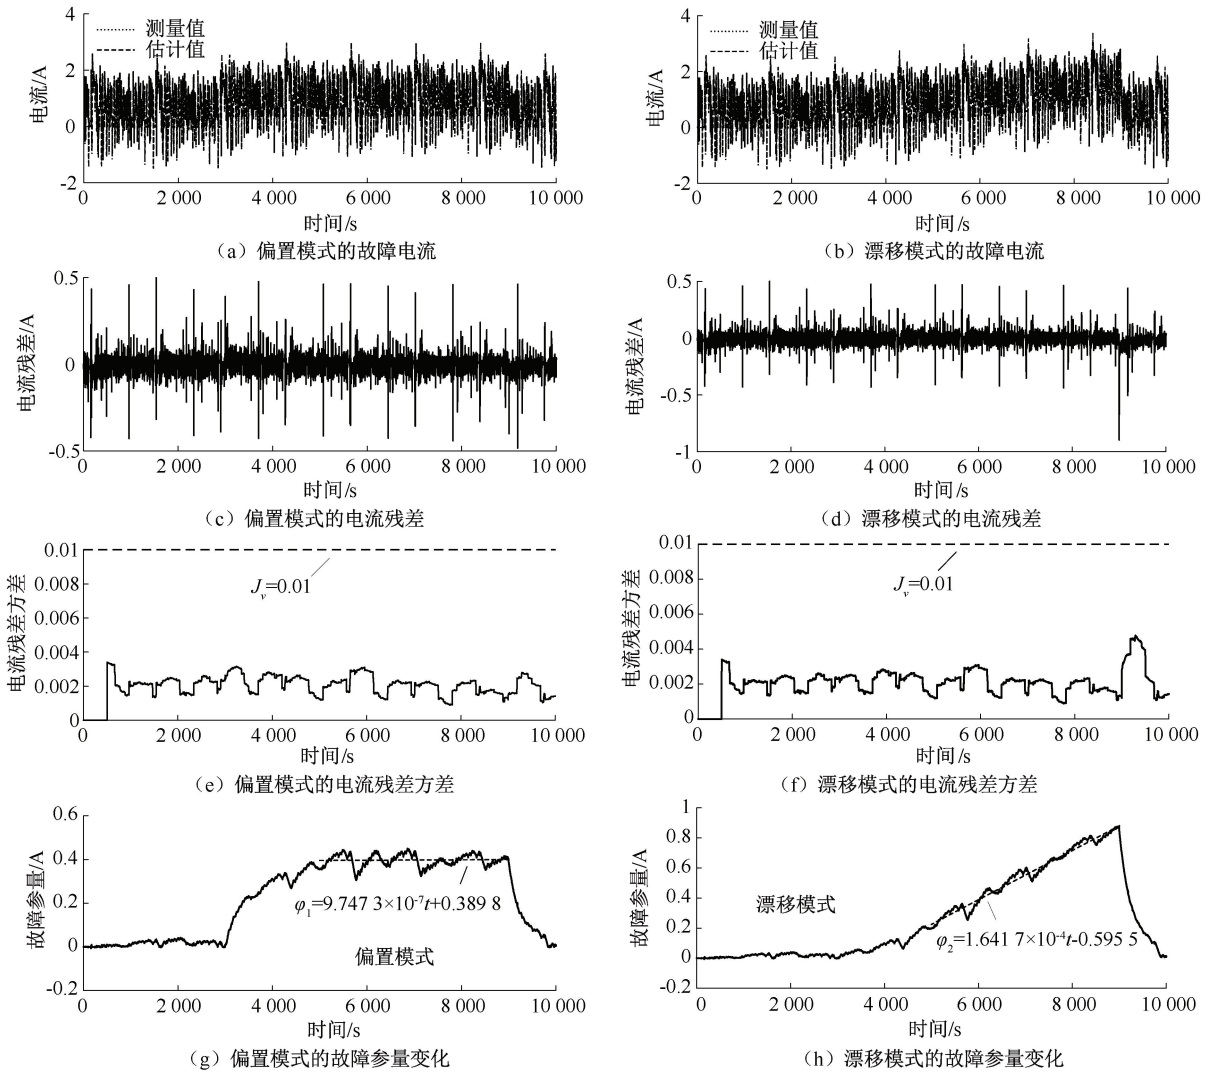 测量值
估计值
电流/A
4
2
0
-2
0
2 000
4 000
6 000
8 000
10 000
时间/s
（a）偏置模式的故障电流
测量值
估计值
电流/A
4
2
0
-2
0
2 000
4 000
6 000
8 000
10 000
时间/s
（b）漂移模式的故障电流
电流残差/A
0.5
0
-0.5
0
2 000
4 000
6 000
8 000
10 000
时间/s
（c）偏置模式的电流残差
电流残差/A
0.5
0
-0.5
-1
0
2 000
4 000
6 000
8 000
10 000
时间/s
（d）漂移模式的电流残差
电流残差方差
0.01
0.008
0.006
0.004
0.002
0
Jv=0.01
0
2 000
4 000
6 000
8 000
10 000
时间/s
（e）偏置模式的电流残差方差
电流残差方差
0.01
0.008
0.006
0.004
0.002
0
Jv=0.01
0
2 000
4 000
6 000
8 000
10 000
时间/s
（f）漂移模式的电流残差方差
故障参量/A
0.6
0.4
0.2
0
-0.2
φ1=9.747 3×10-7t+0.389 8
偏置模式
0
2 000
4 000
6 000
8 000
10 000
时间/s
（g）偏置模式的故障参量变化
故障参量/A
1
0.8
0.6
0.4
0.2
0
-0.2
漂移模式
φ2=1.641 7×10-4t-0.595 5
0
2 000
4 000
6 000
8 000
10 000
时间/s
（h）漂移模式的故障参量变化